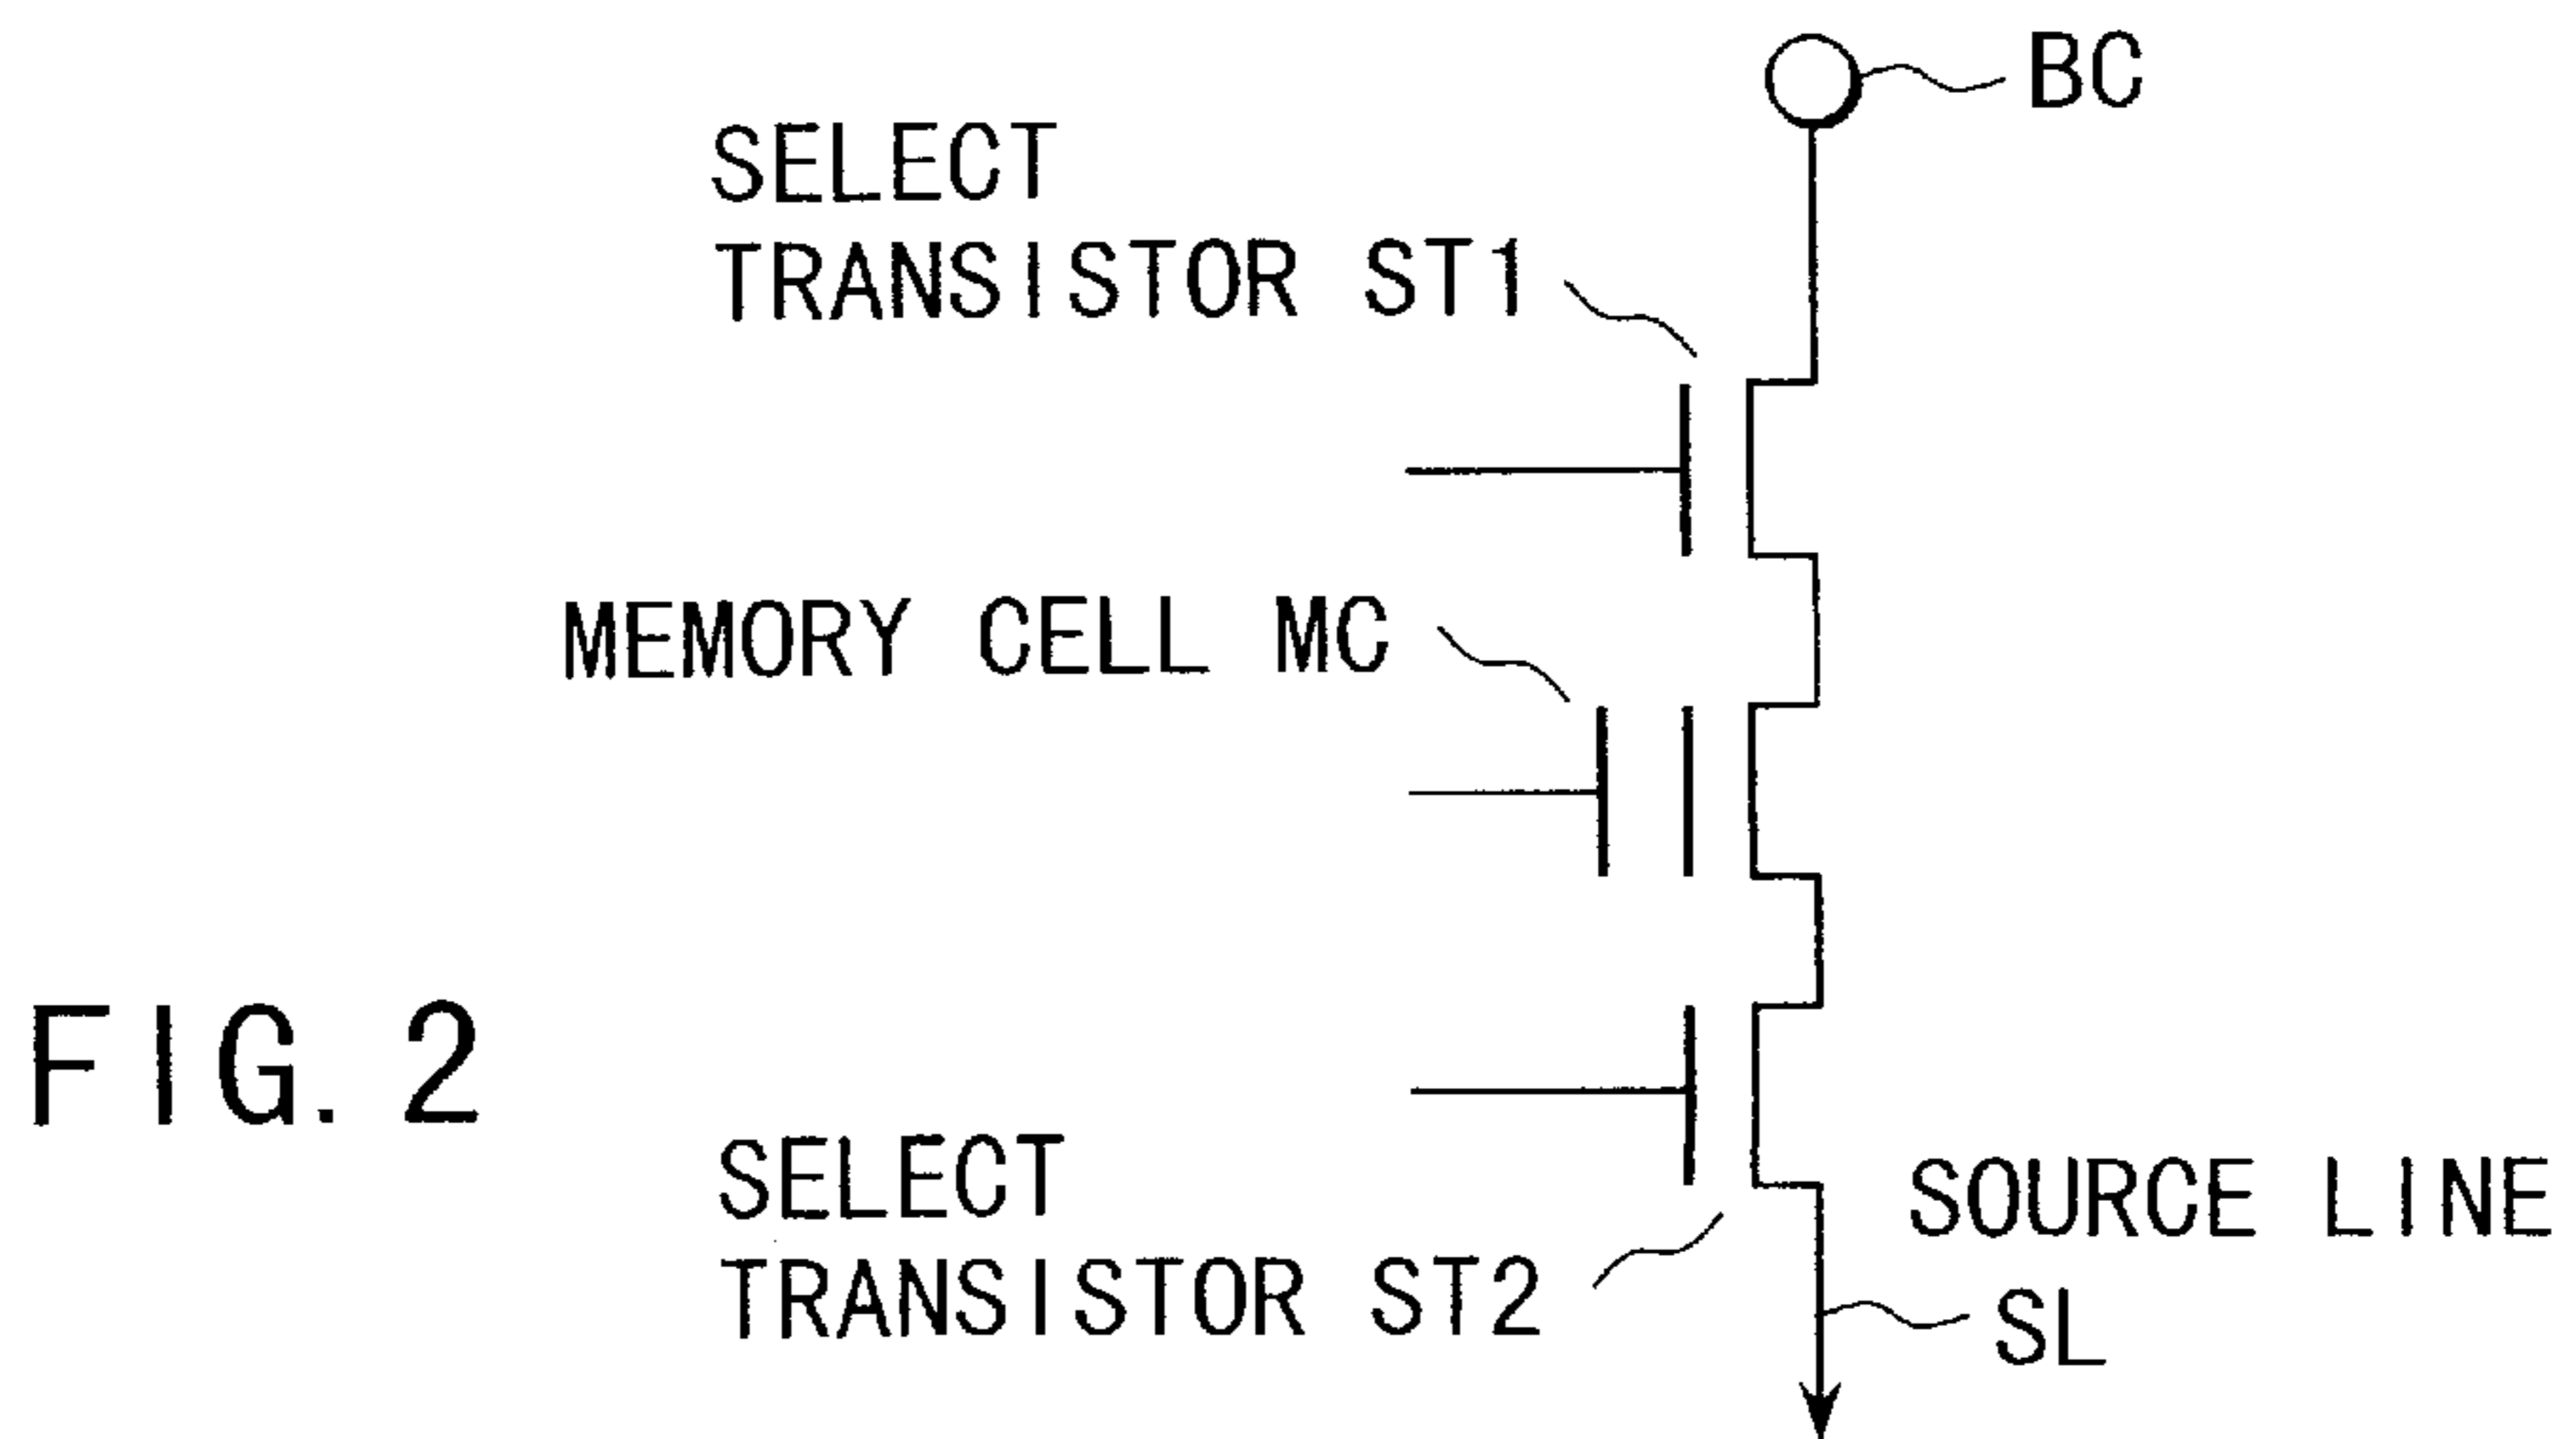 BC
SELECT
TRANSISTOR ST1
MEMORY CELL MC
FIG. 2
SELECT
TRANSISTOR ST2
SOURCE LINE
SL